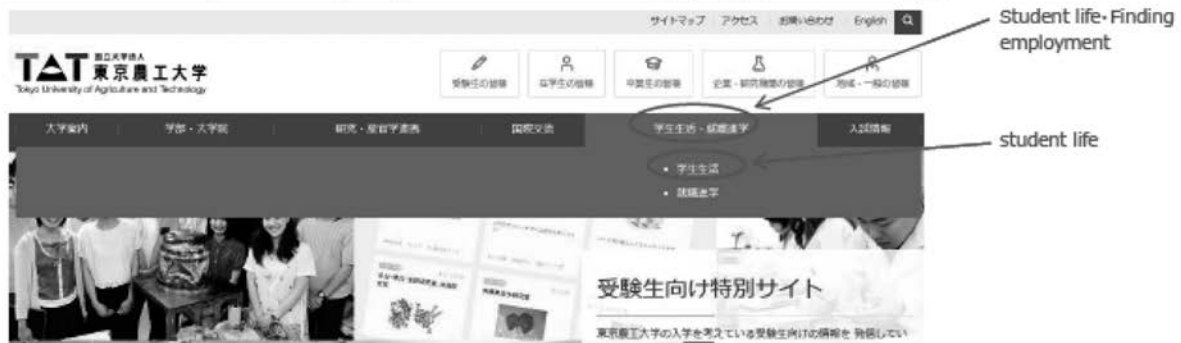 サイトマップ アクセス お問い合わせ English
Student life・Finding
employment
国立大学法人
TAT 東京農工大学
Tokyo University of Agriculture and Technology
受験生の皆様 在学生の皆様 卒業生の皆様 企業・研究機関の皆様 地域・一般の皆様
大学案内 学部・大学院 研究・産官学連携 国際交流 学生生活・就職進学 入試情報
student life
• 学生生活
• 就職進学
受験生向け特別サイト
東京農工大学の入学を考えている受験生向けの情報を 発信してい